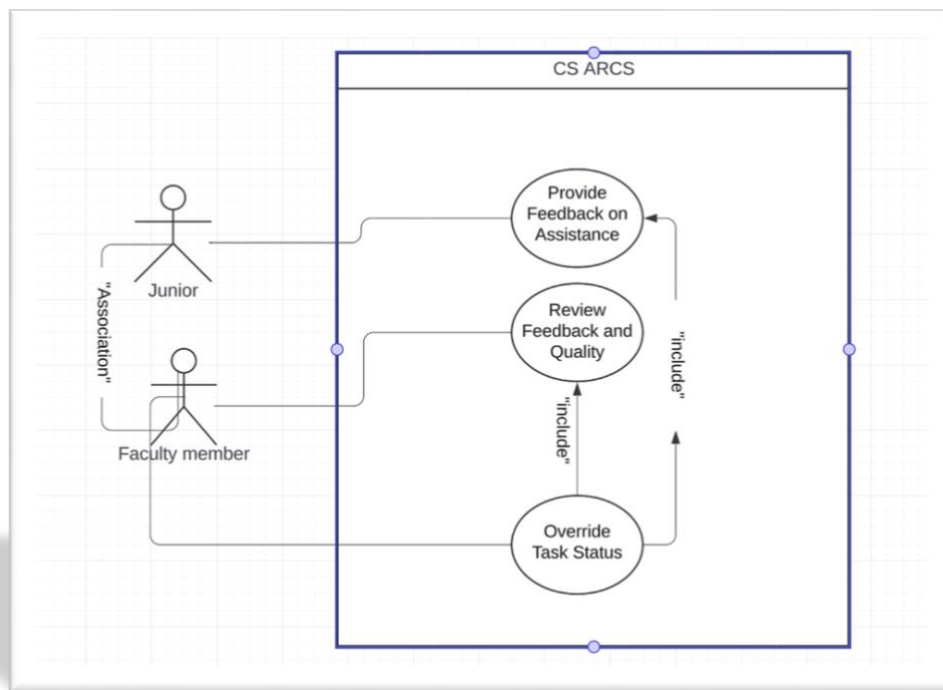 CS ARCS
Provide
Feedback on
Assistance
Junior
"Association"
Review
Feedback and
Quality
"include"
"include"
Faculty member
Override
Task Status